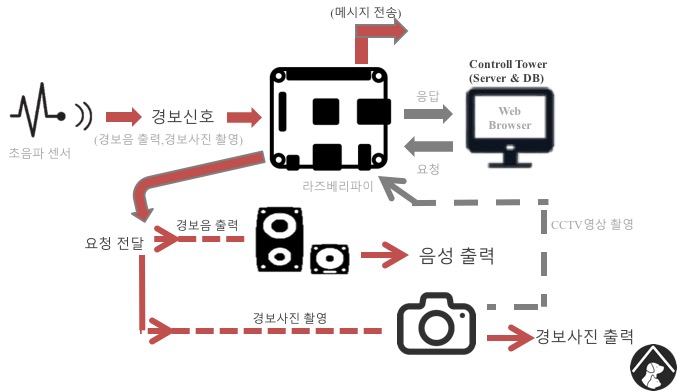 (메시지 전송)
Controll Tower
(Server & DB)
응답
Web
Browser
경보신호
(경보음 출력,경보사진 촬영)
초음파 센서
요청
라즈베리파이
경보음 출력
CCTV영상 촬영
요청 전달
음성 출력
경보사진 촬영
경보사진 출력